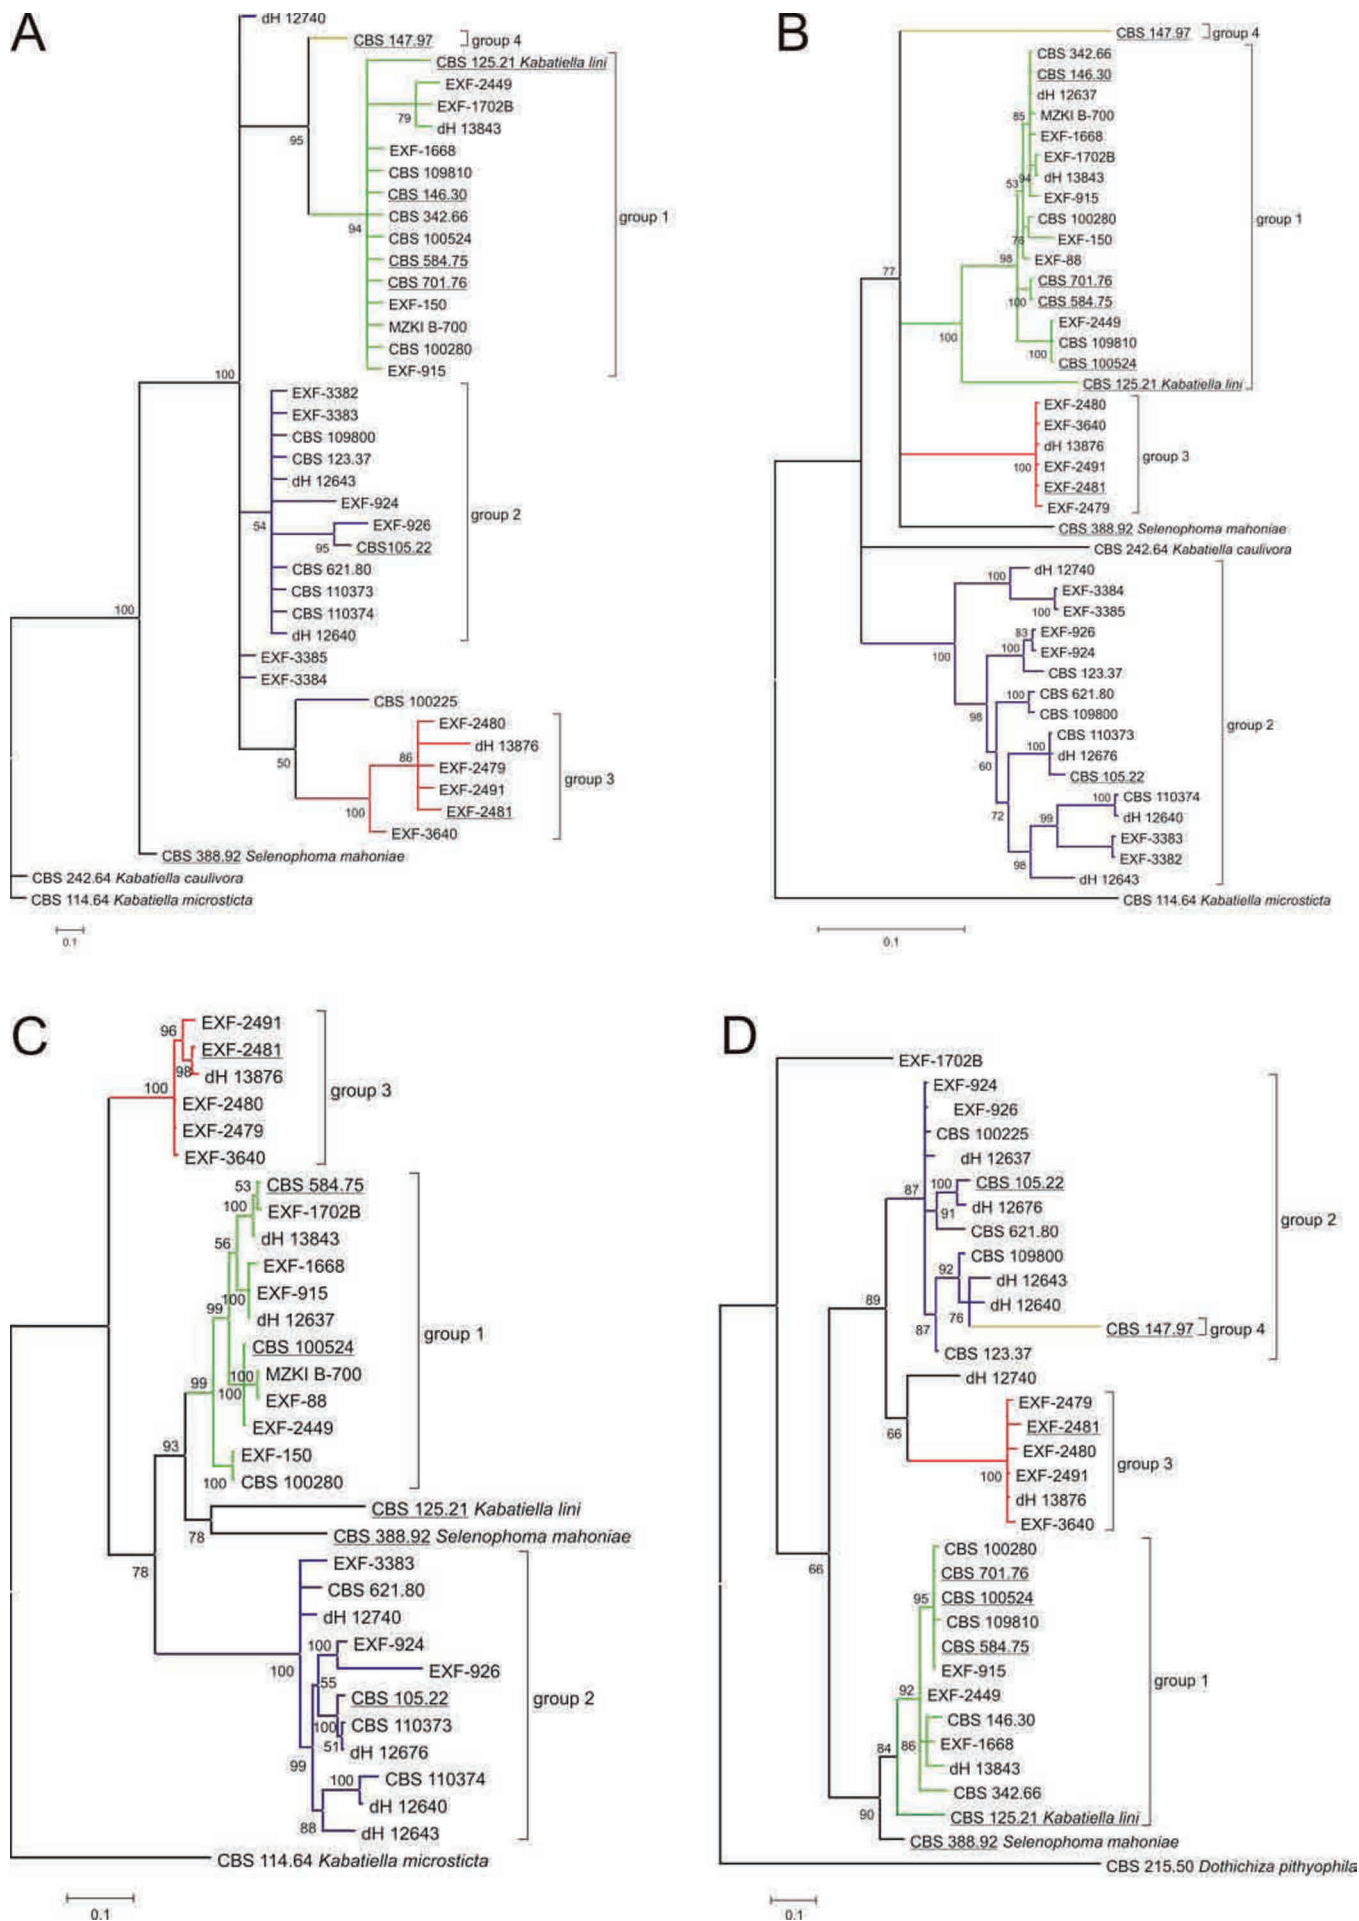 A
dH 12740
CBS 147.97
group 4
CBS 125.21 Kabatiella lini
EXF-2449
EXF-1702B
79
dH 13843
95
EXF-1668
CBS 109810
CBS 146.30
CBS 342.66
group 1
94
CBS 100524
CBS 584.75
CBS 701.76
EXF-150
MZKI B-700
CBS 100280
EXF-915
100
EXF-3382
EXF-3383
CBS 109800
CBS 123.37
dH 12643
EXF-924
group 2
54
EXF-926
95
CBS105.22
CBS 621.80
CBS 110373
100
CBS 110374
dH 12640
EXF-3385
EXF-3384
CBS 100225
EXF-2480
dH 13876
50
86
EXF-2479
group 3
EXF-2491
100
EXF-2481
EXF-3640
CBS 388.92 Selenophoma mahoniae
CBS 242.64 Kabatiella caulivora
CBS 114.64 Kabatiella microsticta
0.1
B
CBS 147.97
group 4
CBS 342.66
CBS 146.30
dH 12637
85
MZKI B-700
EXF-1668
EXF-1702B
94
dH 13843
53
EXF-915
CBS 100280
group 1
76
EXF-150
98
EXF-88
77
CBS 701.76
100
CBS 584.75
EXF-2449
100
CBS 109810
100
CBS 100524
CBS 125.21 Kabatiella lini
EXF-2480
EXF-3640
dH 13876
group 3
100
EXF-2491
EXF-2481
EXF-2479
CBS 388.92 Selenophoma mahoniae
CBS 242.64 Kabatiella caulivora
dH 12740
100
EXF-3384
100
EXF-3385
83
EXF-926
100
EXF-924
100
CBS 123.37
100
CBS 621.80
98
CBS 109800
group 2
CBS 110373
100
dH 12676
60
CBS 105.22
100
CBS 110374
72
99
dH 12640
EXF-3383
98
EXF-3382
dH 12643
CBS 114.64 Kabatiella microsticta
0.1
C
96
EXF-2491
EXF-2481
98
dH 13876
100
group 3
EXF-2480
EXF-2479
EXF-3640
53
CBS 584.75
100
EXF-1702B
dH 13843
56
EXF-1668
100
EXF-915
99
dH 12637
group 1
CBS 100524
100
MZKI B-700
99
100
EXF-88
EXF-2449
93
EXF-150
100
CBS 100280
CBS 125.21 Kabatiella lini
78
CBS 388.92 Selenophoma mahoniae
78
EXF-3383
CBS 621.80
dH 12740
100
EXF-924
100
EXF-926
55
CBS 105.22
group 2
100
CBS 110373
51
dH 12676
99
100
CBS 110374
dH 12640
88
dH 12643
CBS 114.64 Kabatiella microsticta
0.1
D
EXF-1702B
EXF-924
EXF-926
CBS 100225
dH 12637
87
100
CBS 105.22
91
dH 12676
group 2
CBS 621.80
CBS 109800
92
dH 12643
89
dH 12640
87
76
CBS 147.97
group 4
CBS 123.37
dH 12740
EXF-2479
66
EXF-2481
EXF-2480
group 3
100
EXF-2491
dH 13876
EXF-3640
CBS 100280
66
CBS 701.76
95
CBS 100524
CBS 109810
CBS 584.75
EXF-915
group 1
92
EXF-2449
CBS 146.30
86
EXF-1668
84
dH 13843
CBS 342.66
90
CBS 125.21 Kabatiella lini
CBS 388.92 Selenophoma mahoniae
CBS 215.50 Dothichiza pithyophila
0.1